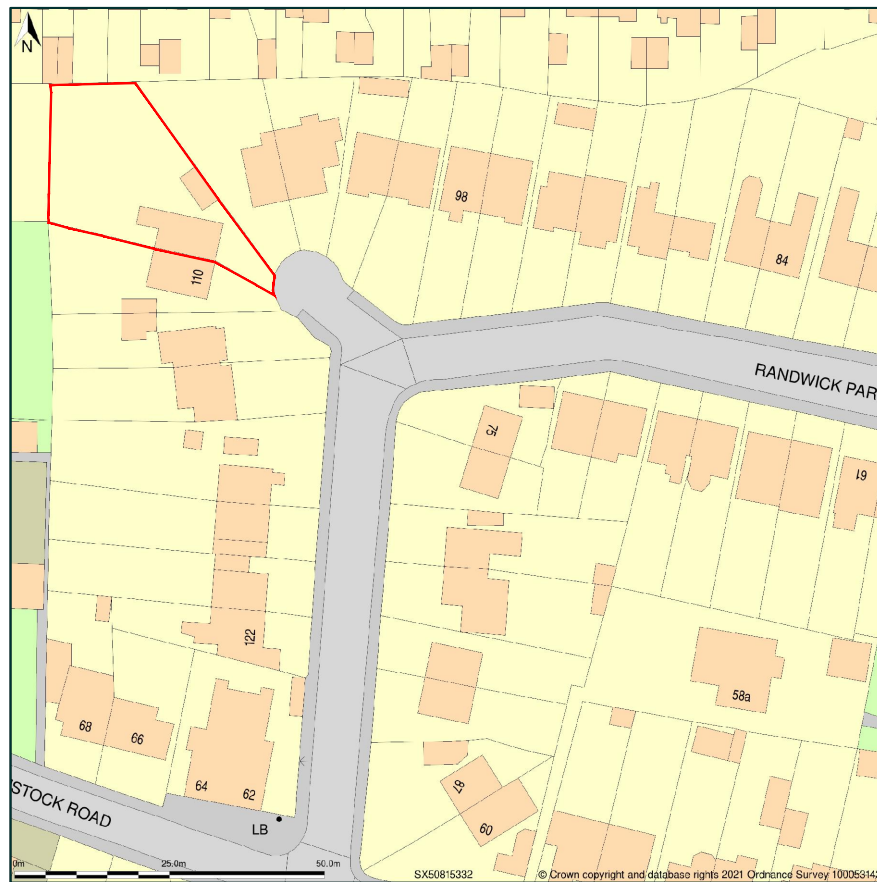 N
98
84
110
RANDWICK PAR
75
61
122
58a
68
66
64
62
87
60
STOCK ROAD
LB
0m
25.0m
50.0m
SX50815332
© Crown copyright and database rights 2021 Ordnance Survey 10005314